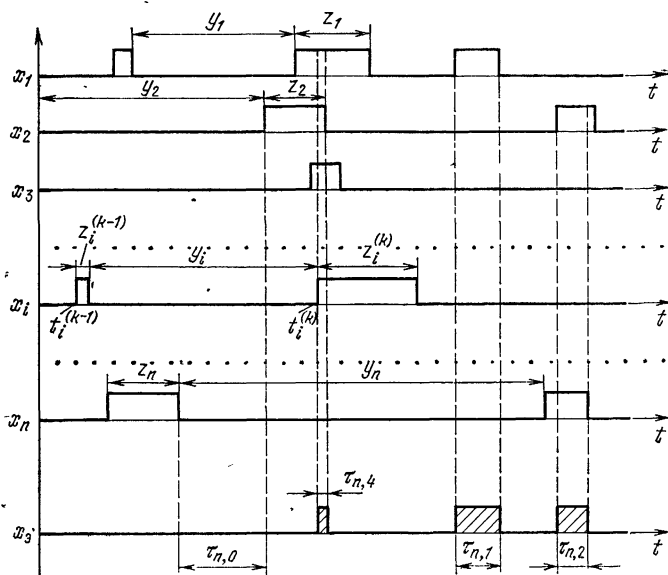 y₁ z₁
x₁ t
y₂ z₂
x₂ t
x₃ t
zᵢ⁽ᵏ⁻¹⁾ yᵢ zᵢ⁽ᵏ⁾
xᵢ tᵢ⁽ᵏ⁻¹⁾ tᵢ⁽ᵏ⁾ t
zₙ yₙ
xₙ t
τₙ,₄
xэ t
τₙ,₀ τₙ,₁ τₙ,₂